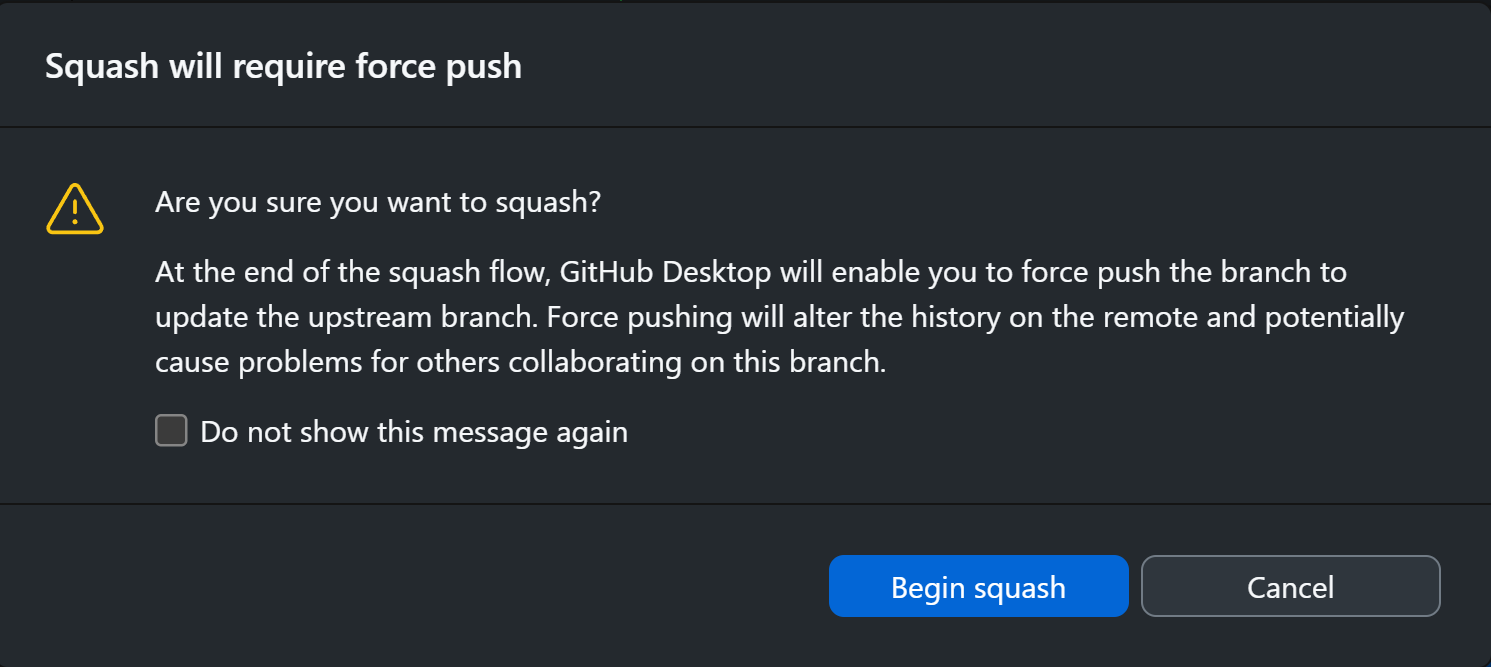 Squash will require force push
Are you sure you want to squash?
At the end of the squash flow, GitHub Desktop will enable you to force push the branch to
update the upstream branch. Force pushing will alter the history on the remote and potentially
cause problems for others collaborating on this branch.
Do not show this message again
Begin squash
Cancel